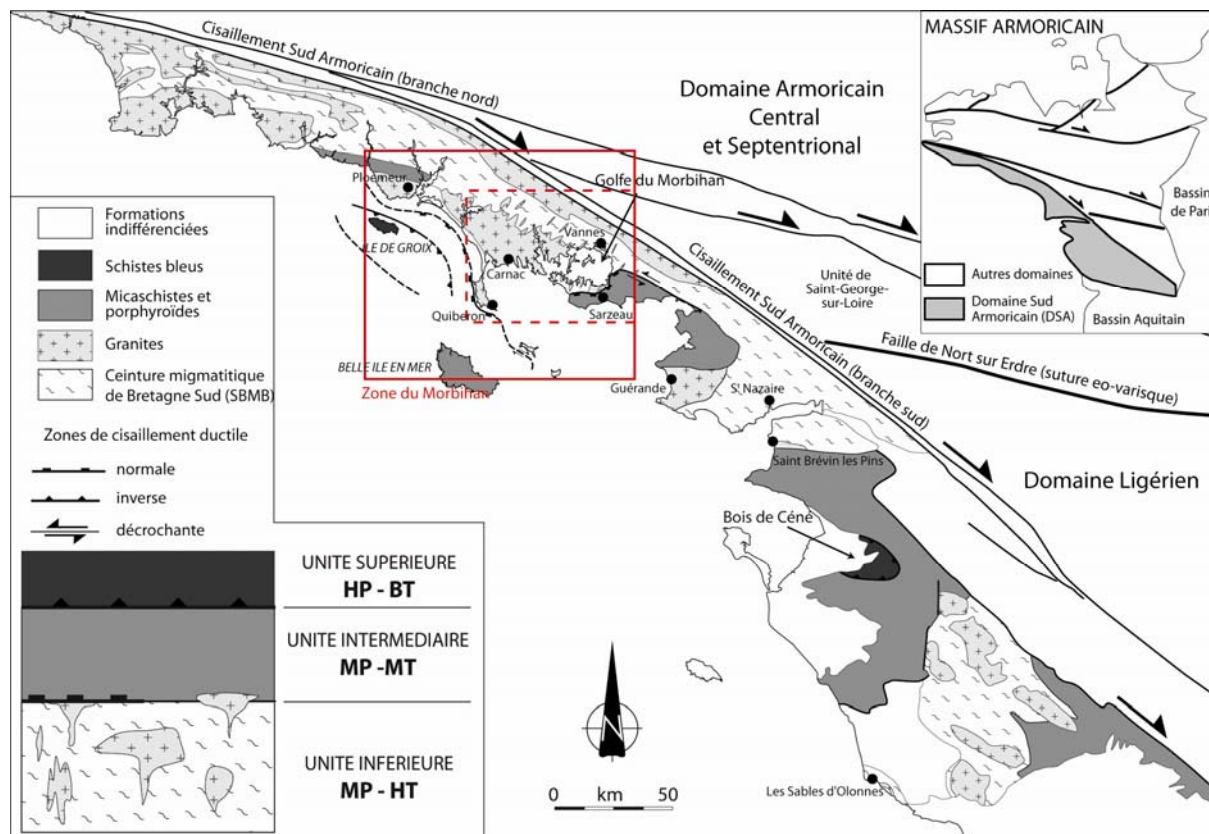 Cisaillement Sud Armoricain (branche nord)
Domaine Armoricain
Central
et Septentrional
Golfe du Morbihan
Ploemeur
ILE DE GROIX
Vannes
Carnac
Quiberon
Sarzeau
BELLE ILE EN MER
Zone du Morbihan
Unité de
Saint-George-
sur-Loire
Cisaillement Sud Armoricain (branche sud)
Faille de Nort sur Erdre (suture eo-varisque)
Guérande
St Nazaire
Saint Brévin les Pins
Domaine Ligérien
Bois de Céné
Les Sables d'Olonnes
N
0 km 50
MASSIF ARMORICAIN
Bassin
de Pari
Autres domaines
Domaine Sud
Armoricain (DSA)
Bassin Aquitain
Formations
indifférenciées
Schistes bleus
Micaschistes et
porphyroïdes
Granites
Ceinture migmatitique
de Bretagne Sud (SBMB)
Zones de cisaillement ductile
normale
inverse
décrochante
UNITE SUPERIEURE
HP - BT
UNITE INTERMEDIAIRE
MP -MT
UNITE INFERIEURE
MP - HT